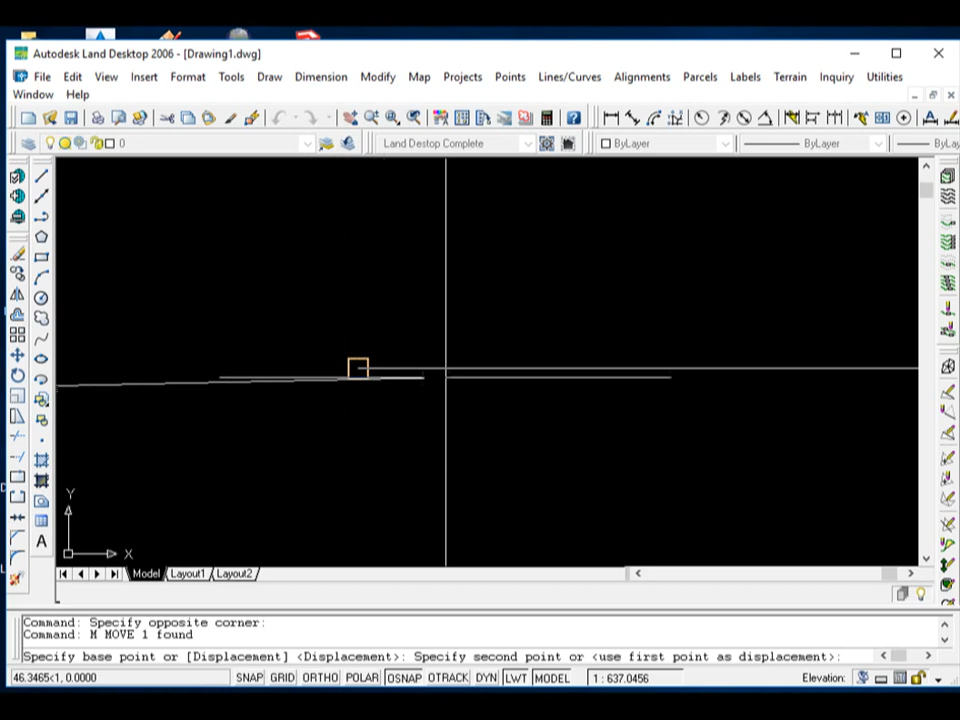 Autodesk Land Desktop 2006 - [Drawing1.dwg]
File Edit View Insert Format Tools Draw Dimension Modify Map Projects Points Lines/Curves Alignments Parcels Labels Terrain Inquiry Utilities
Window Help
0 Land Destop Complete ByLayer ByLayer ByLa
Y
X
A
Model Layout1 Layout2
Command: Specify opposite corner:
Command: M MOVE 1 found
Specify base point or [Displacement] <Displacement>: Specify second point or <use first point as displacement>:
46.3465<1, 0.0000 SNAP GRID ORTHO POLAR OSNAP OTRACK DYN LWT MODEL 1 : 637.0456 Elevation: